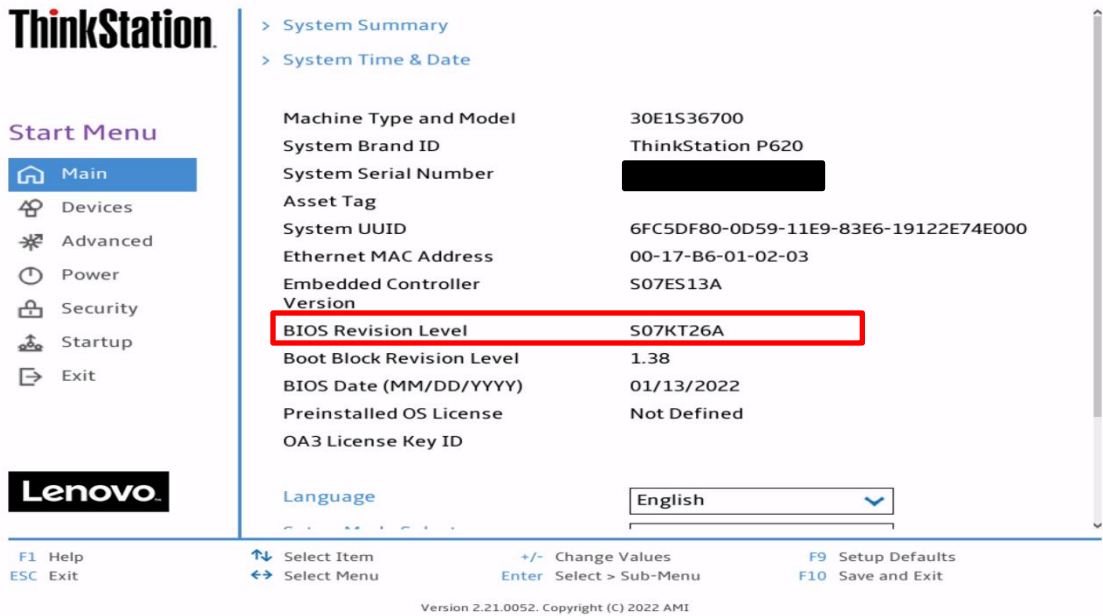 ThinkStation
Start Menu
Main
Devices
Advanced
Power
Security
Startup
Exit
Lenovo
> System Summary
> System Time & Date
Machine Type and Model 30E1S36700
System Brand ID ThinkStation P620
System Serial Number
Asset Tag
System UUID 6FC5DF80-0D59-11E9-83E6-19122E74E000
Ethernet MAC Address 00-17-B6-01-02-03
Embedded Controller S07ES13A
Version
BIOS Revision Level S07KT26A
Boot Block Revision Level 1.38
BIOS Date (MM/DD/YYYY) 01/13/2022
Preinstalled OS License Not Defined
OA3 License Key ID
Language English
F1 Help ↑↓ Select Item +/- Change Values F9 Setup Defaults
ESC Exit ←→ Select Menu Enter Select > Sub-Menu F10 Save and Exit
Version 2.21.0052. Copyright (C) 2022 AMI